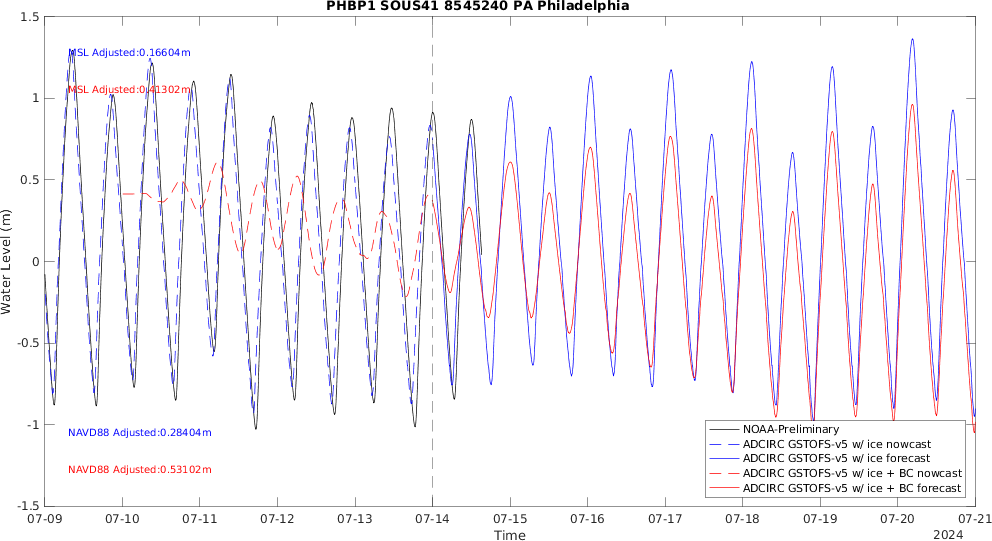 PHBP1 SOUS41 8545240 PA Philadelphia
1.5
1
0.5
0
-0.5
-1
-1.5
Water Level (m)
MSL Adjusted:0.16604m
MSL Adjusted:0.41302m
NAVD88 Adjusted:0.28404m
NAVD88 Adjusted:0.53102m
NOAA-Preliminary
ADCIRC GSTOFS-v5 w/ ice nowcast
ADCIRC GSTOFS-v5 w/ ice forecast
ADCIRC GSTOFS-v5 w/ ice + BC nowcast
ADCIRC GSTOFS-v5 w/ ice + BC forecast
07-09 07-10 07-11 07-12 07-13 07-14 07-15 07-16 07-17 07-18 07-19 07-20 07-21
Time
2024